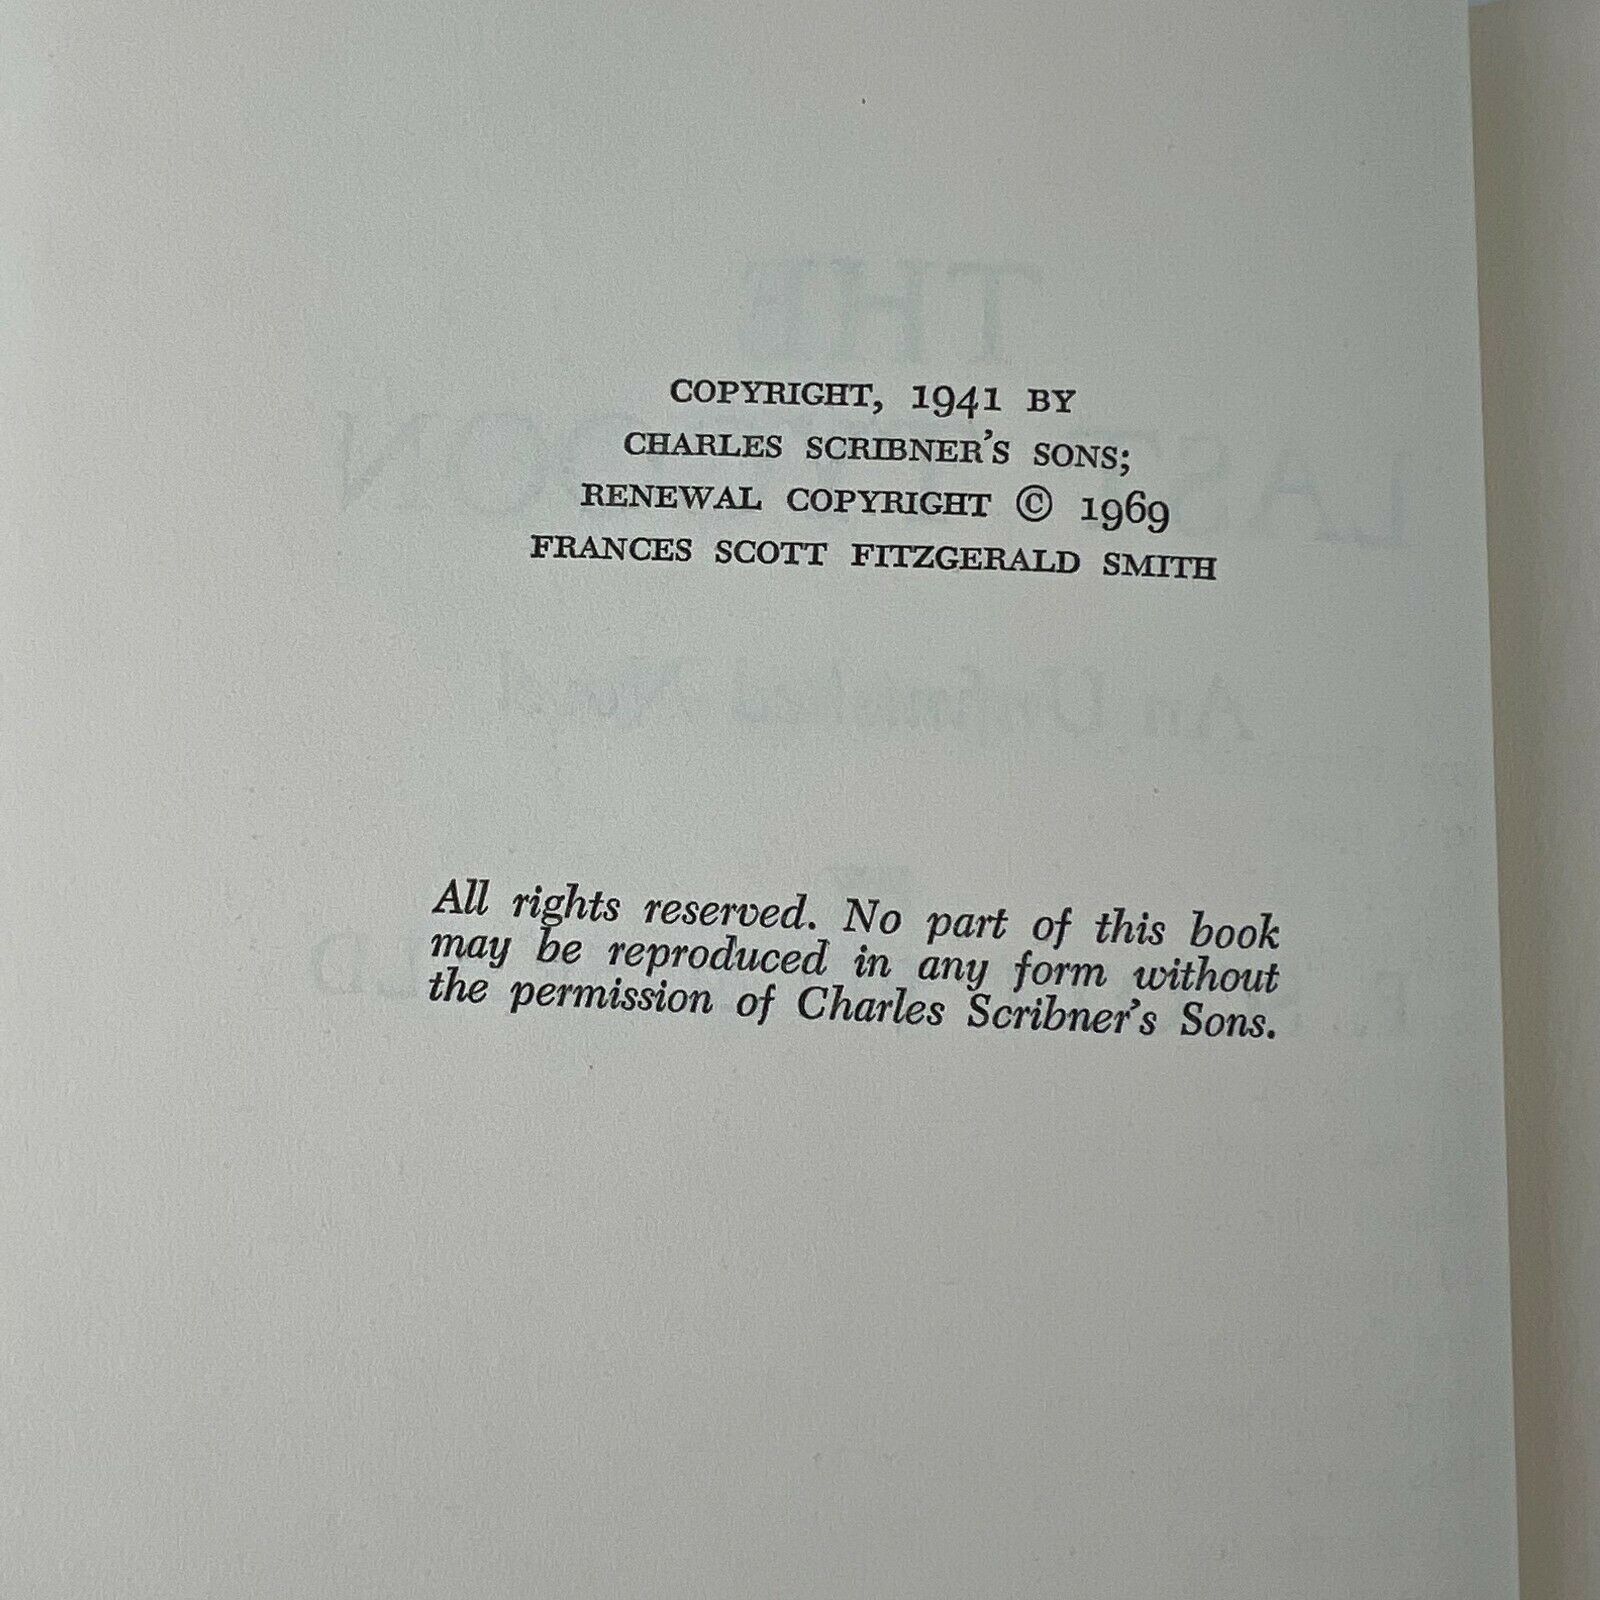 COPYRIGHT, 1941 BY
CHARLES SCRIBNER'S SONS;
RENEWAL COPYRIGHT © 1969
FRANCES SCOTT FITZGERALD SMITH
All rights reserved. No part of this book
may be reproduced in any form without
the permission of Charles Scribner's Sons.